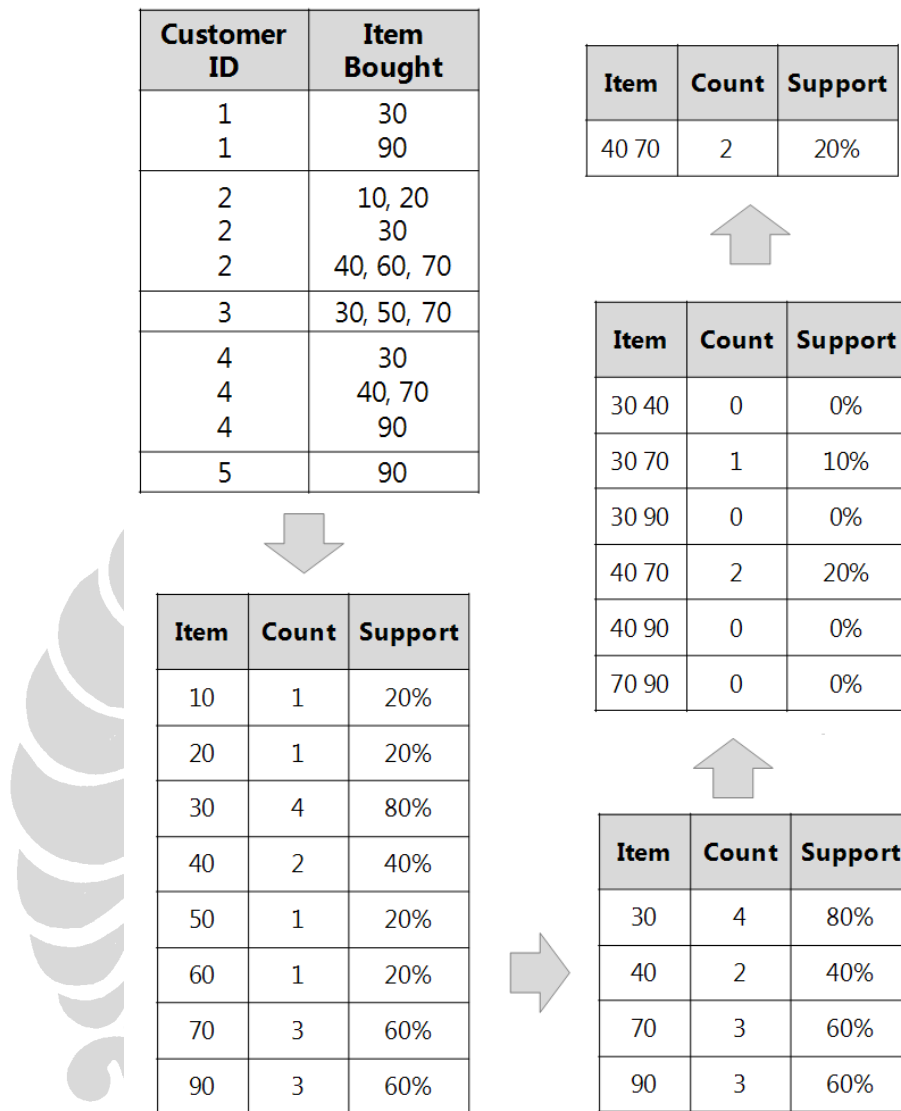 Customer ID Item Bought
1 30
1 90
2 10, 20
2 30
2 40, 60, 70
3 30, 50, 70
4 30
4 40, 70
4 90
5 90
Item Count Support
10 1 20%
20 1 20%
30 4 80%
40 2 40%
50 1 20%
60 1 20%
70 3 60%
90 3 60%
Item Count Support
30 4 80%
40 2 40%
70 3 60%
90 3 60%
Item Count Support
30 40 0 0%
30 70 1 10%
30 90 0 0%
40 70 2 20%
40 90 0 0%
70 90 0 0%
Item Count Support
40 70 2 20%